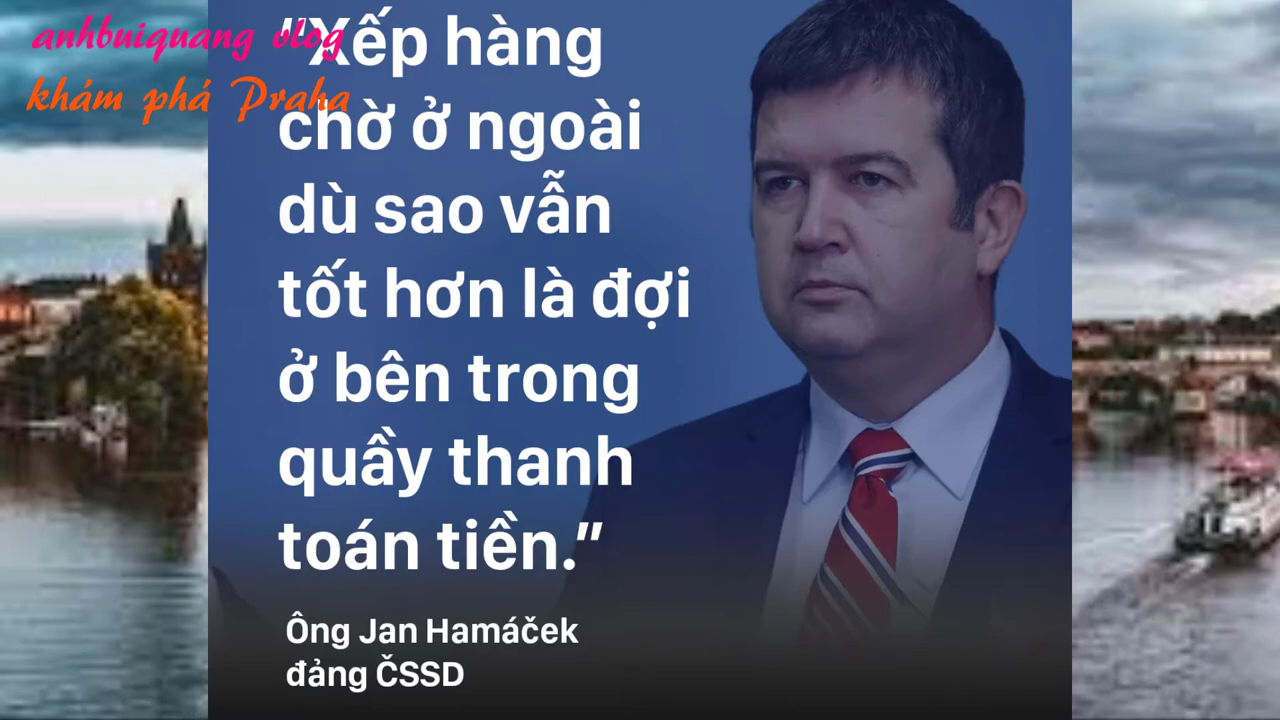 anhbuiquang vlog
khám phá Praha
“Xếp hàng
chờ ở ngoài
dù sao vẫn
tốt hơn là đợi
ở bên trong
quầy thanh
toán tiền.”
Ông Jan Hamáček
đảng ČSSD